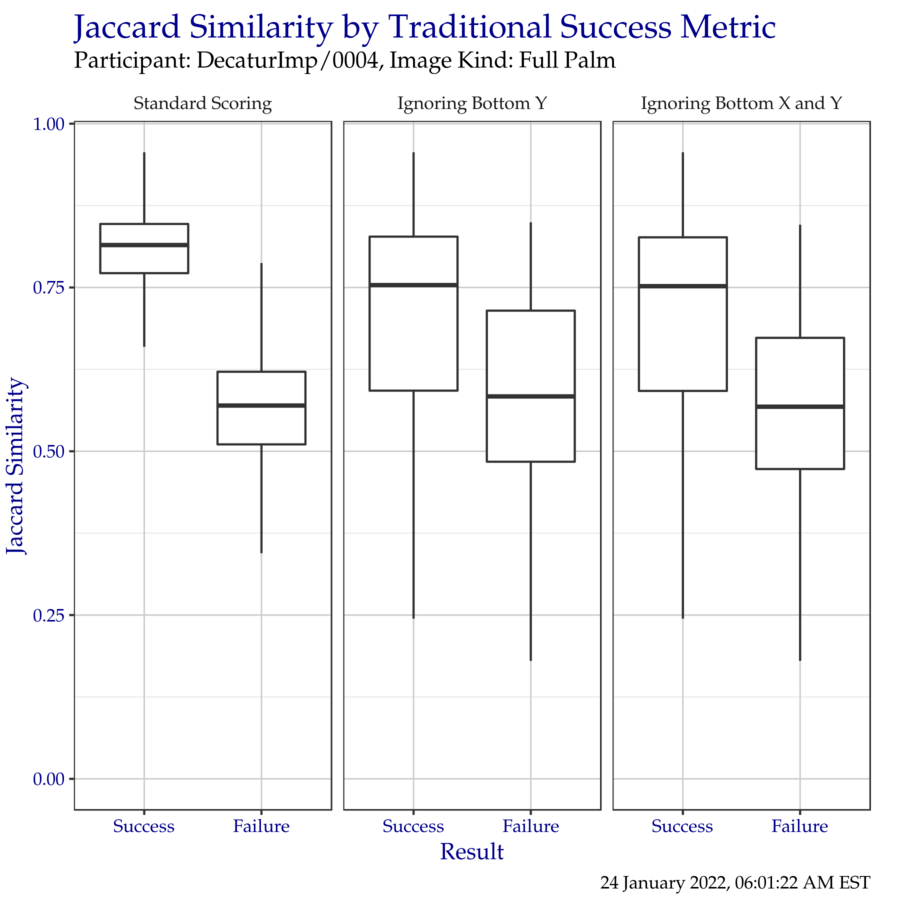 Jaccard Similarity by Traditional Success Metric
Participant: DecaturImp/0004, Image Kind: Full Palm
Standard Scoring
Ignoring Bottom Y
Ignoring Bottom X and Y
1.00
0.75
0.50
0.25
0.00
Jaccard Similarity
Success
Failure
Success
Failure
Success
Failure
Result
24 January 2022, 06:01:22 AM EST